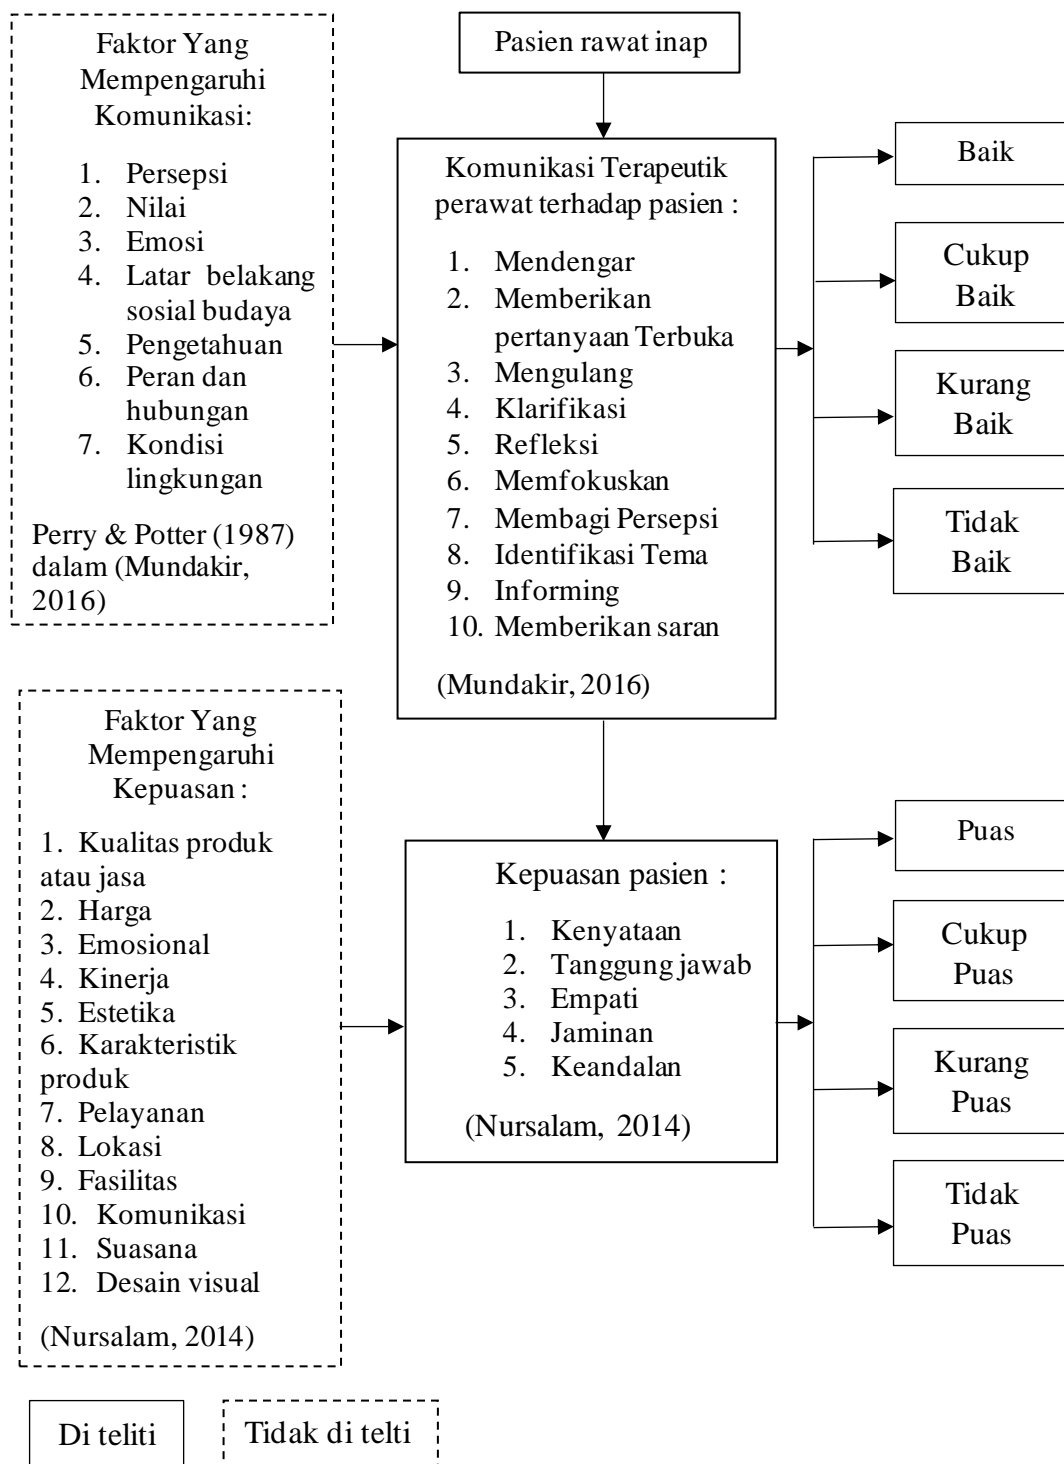 Faktor Yang
Mempengaruhi
Komunikasi:
1. Persepsi
2. Nilai
3. Emosi
4. Latar belakang
sosial budaya
5. Pengetahuan
6. Peran dan
hubungan
7. Kondisi
lingkungan
Perry & Potter (1987)
dalam (Mundakir,
2016)
Pasien rawat inap
Komunikasi Terapeutik
perawat terhadap pasien :
1. Mendengar
2. Memberikan
pertanyaan Terbuka
3. Mengulang
4. Klarifikasi
5. Refleksi
6. Memfokuskan
7. Membagi Persepsi
8. Identifikasi Tema
9. Informing
10. Memberikan saran
(Mundakir, 2016)
Baik
Cukup
Baik
Kurang
Baik
Tidak
Baik
Faktor Yang
Mempengaruhi
Kepuasan :
1. Kualitas produk
atau jasa
2. Harga
3. Emosional
4. Kinerja
5. Estetika
6. Karakteristik
produk
7. Pelayanan
8. Lokasi
9. Fasilitas
10. Komunikasi
11. Suasana
12. Desain visual
(Nursalam, 2014)
Kepuasan pasien :
1. Kenyataan
2. Tanggung jawab
3. Empati
4. Jaminan
5. Keandalan
(Nursalam, 2014)
Puas
Cukup
Puas
Kurang
Puas
Tidak
Puas
Di teliti
Tidak di telti